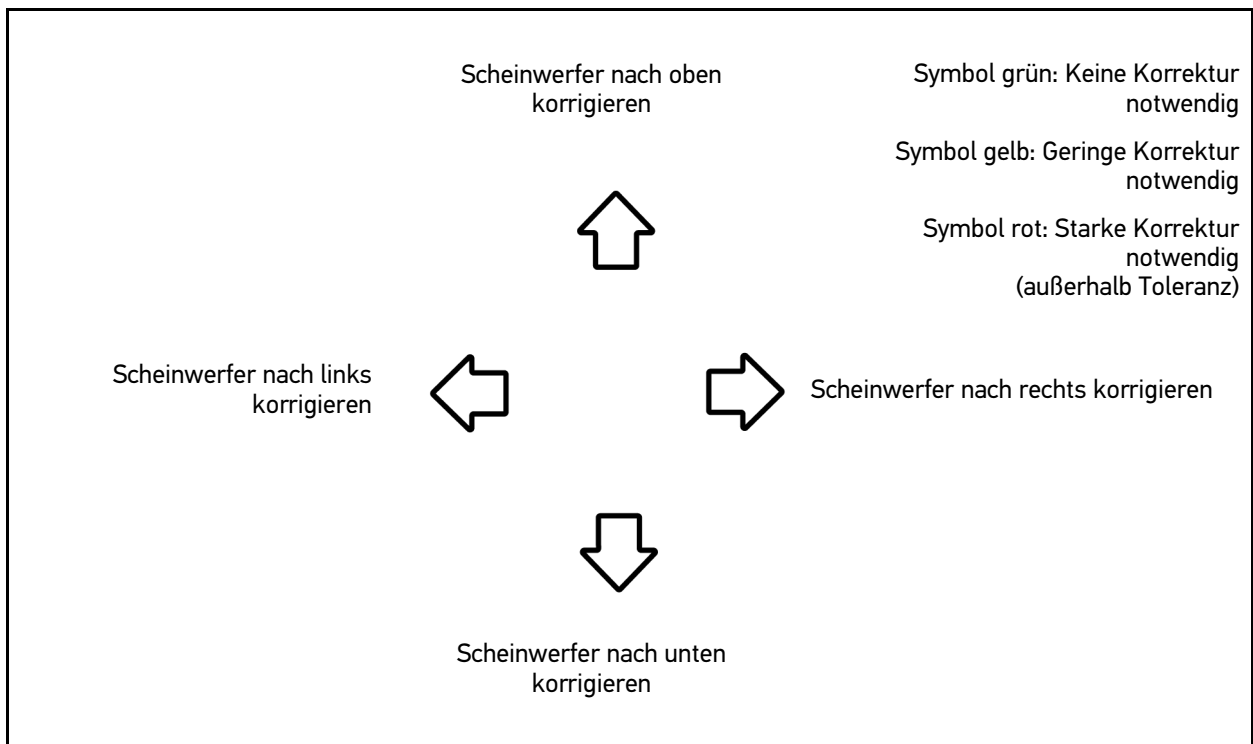 Scheinwerfer nach oben
korrigieren
Symbol grün: Keine Korrektur
notwendig
Symbol gelb: Geringe Korrektur
notwendig
Symbol rot: Starke Korrektur
notwendig
(außerhalb Toleranz)
Scheinwerfer nach links
korrigieren
Scheinwerfer nach rechts korrigieren
Scheinwerfer nach unten
korrigieren